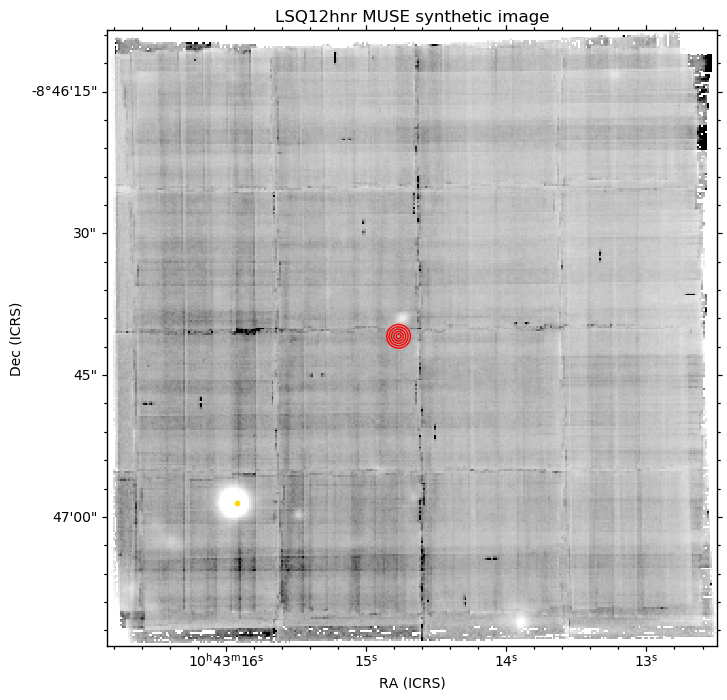 LSQ12hnr MUSE synthetic image
-8°46'15"
30"
45"
47'00"
Dec (ICRS)
10ʰ43ᵐ16ˢ
15ˢ
14ˢ
13ˢ
RA (ICRS)